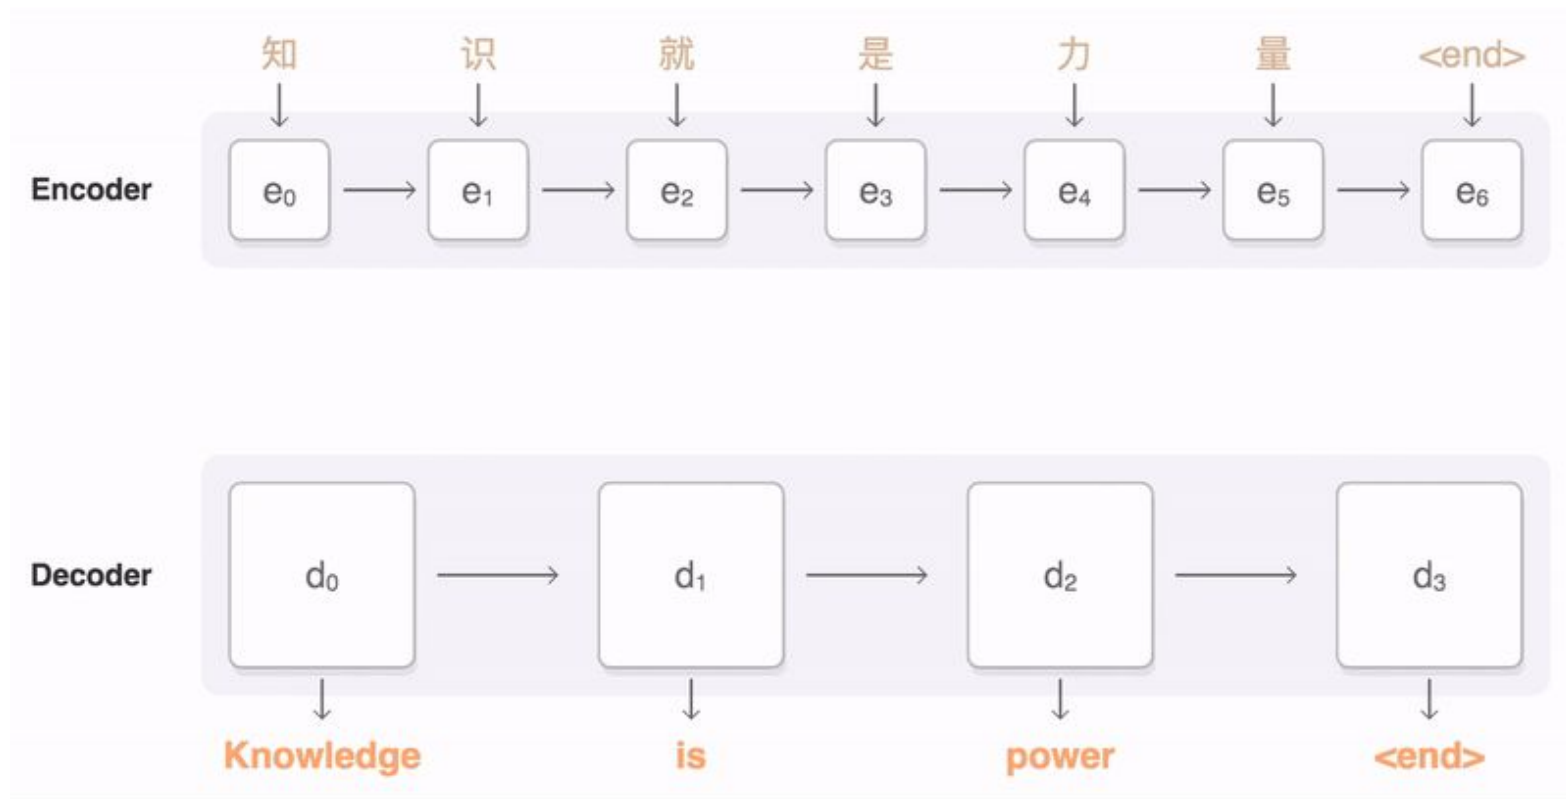 知 识 就 是 力 量 <end>
Encoder e₀ e₁ e₂ e₃ e₄ e₅ e₆
Decoder d₀ d₁ d₂ d₃
Knowledge is power <end>